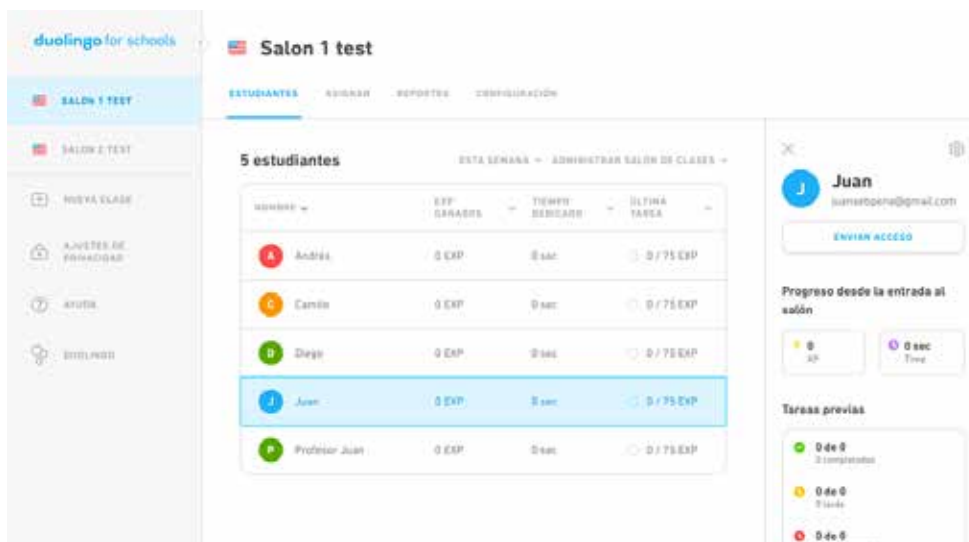 duolingo for schools
SALON 1 TEST
SALON 2 TEST
NUEVA CLASE
AJUSTES DE
PRIVACIDAD
AYUDA
DUOLINGO
Salon 1 test
ESTUDIANTES ASIGNAR REPORTES CONFIGURACIÓN
5 estudiantes
ESTA SEMANA ADMINISTRAR SALON DE CLASES
NOMBRE EXP GANADOS TIEMPO DEDICADO ÚLTIMA TAREA
A Andrés 0 EXP 0 sec 0 / 75 EXP
C Camilo 0 EXP 0 sec 0 / 75 EXP
D Diego 0 EXP 0 sec 0 / 75 EXP
J Juan 0 EXP 0 sec 0 / 75 EXP
P Profesor Juan 0 EXP 0 sec 0 / 75 EXP
J Juan
ENVIAR ACCESO
Progreso desde la entrada al
salón
0
XP
0 sec
Time
Tareas previas
0 de 0
0 completadas
0 de 0
0 tarde
0 de 0